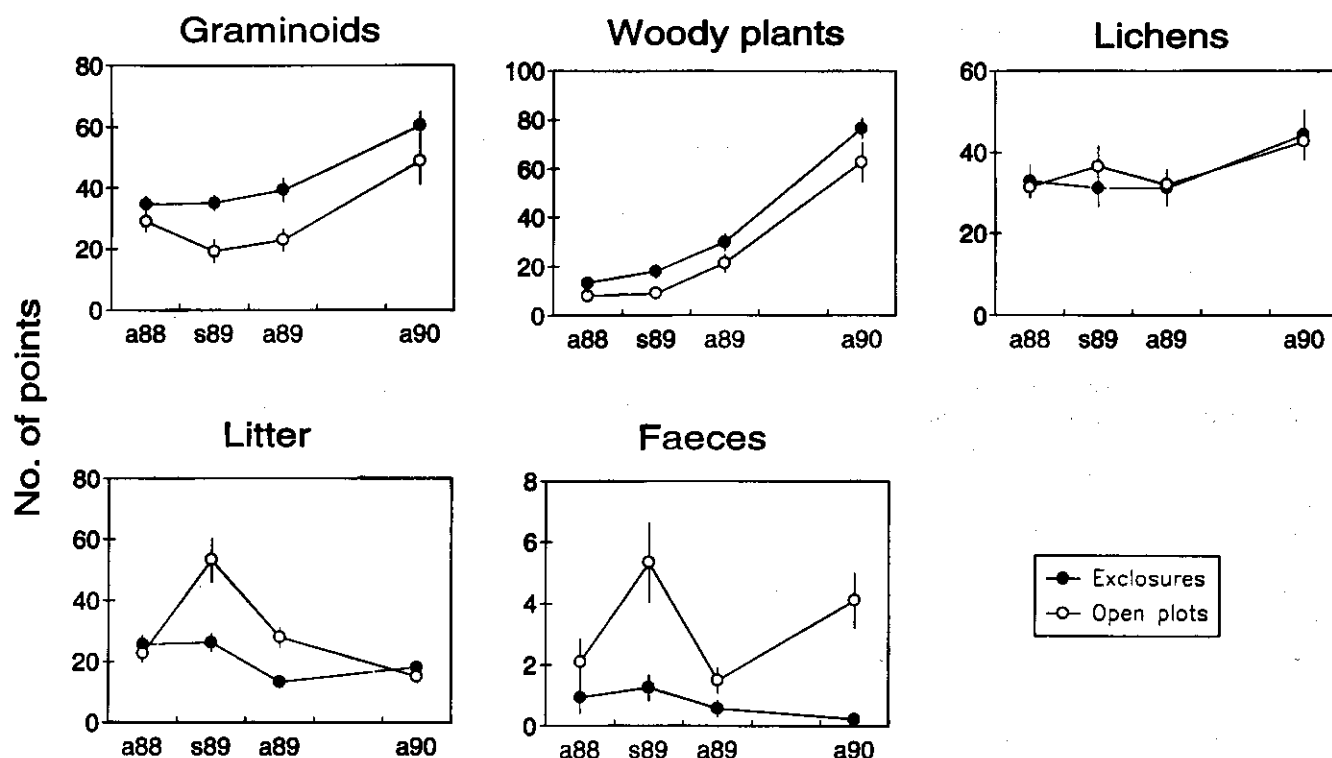 Graminoids
80
60
40
20
0
a88 s89 a89 a90
Woody plants
100
80
60
40
20
0
a88 s89 a89 a90
Lichens
60
40
20
0
a88 s89 a89 a90
No. of points
Litter
80
60
40
20
0
a88 s89 a89 a90
Faeces
8
6
4
2
0
a88 s89 a89 a90
Exclosures
Open plots